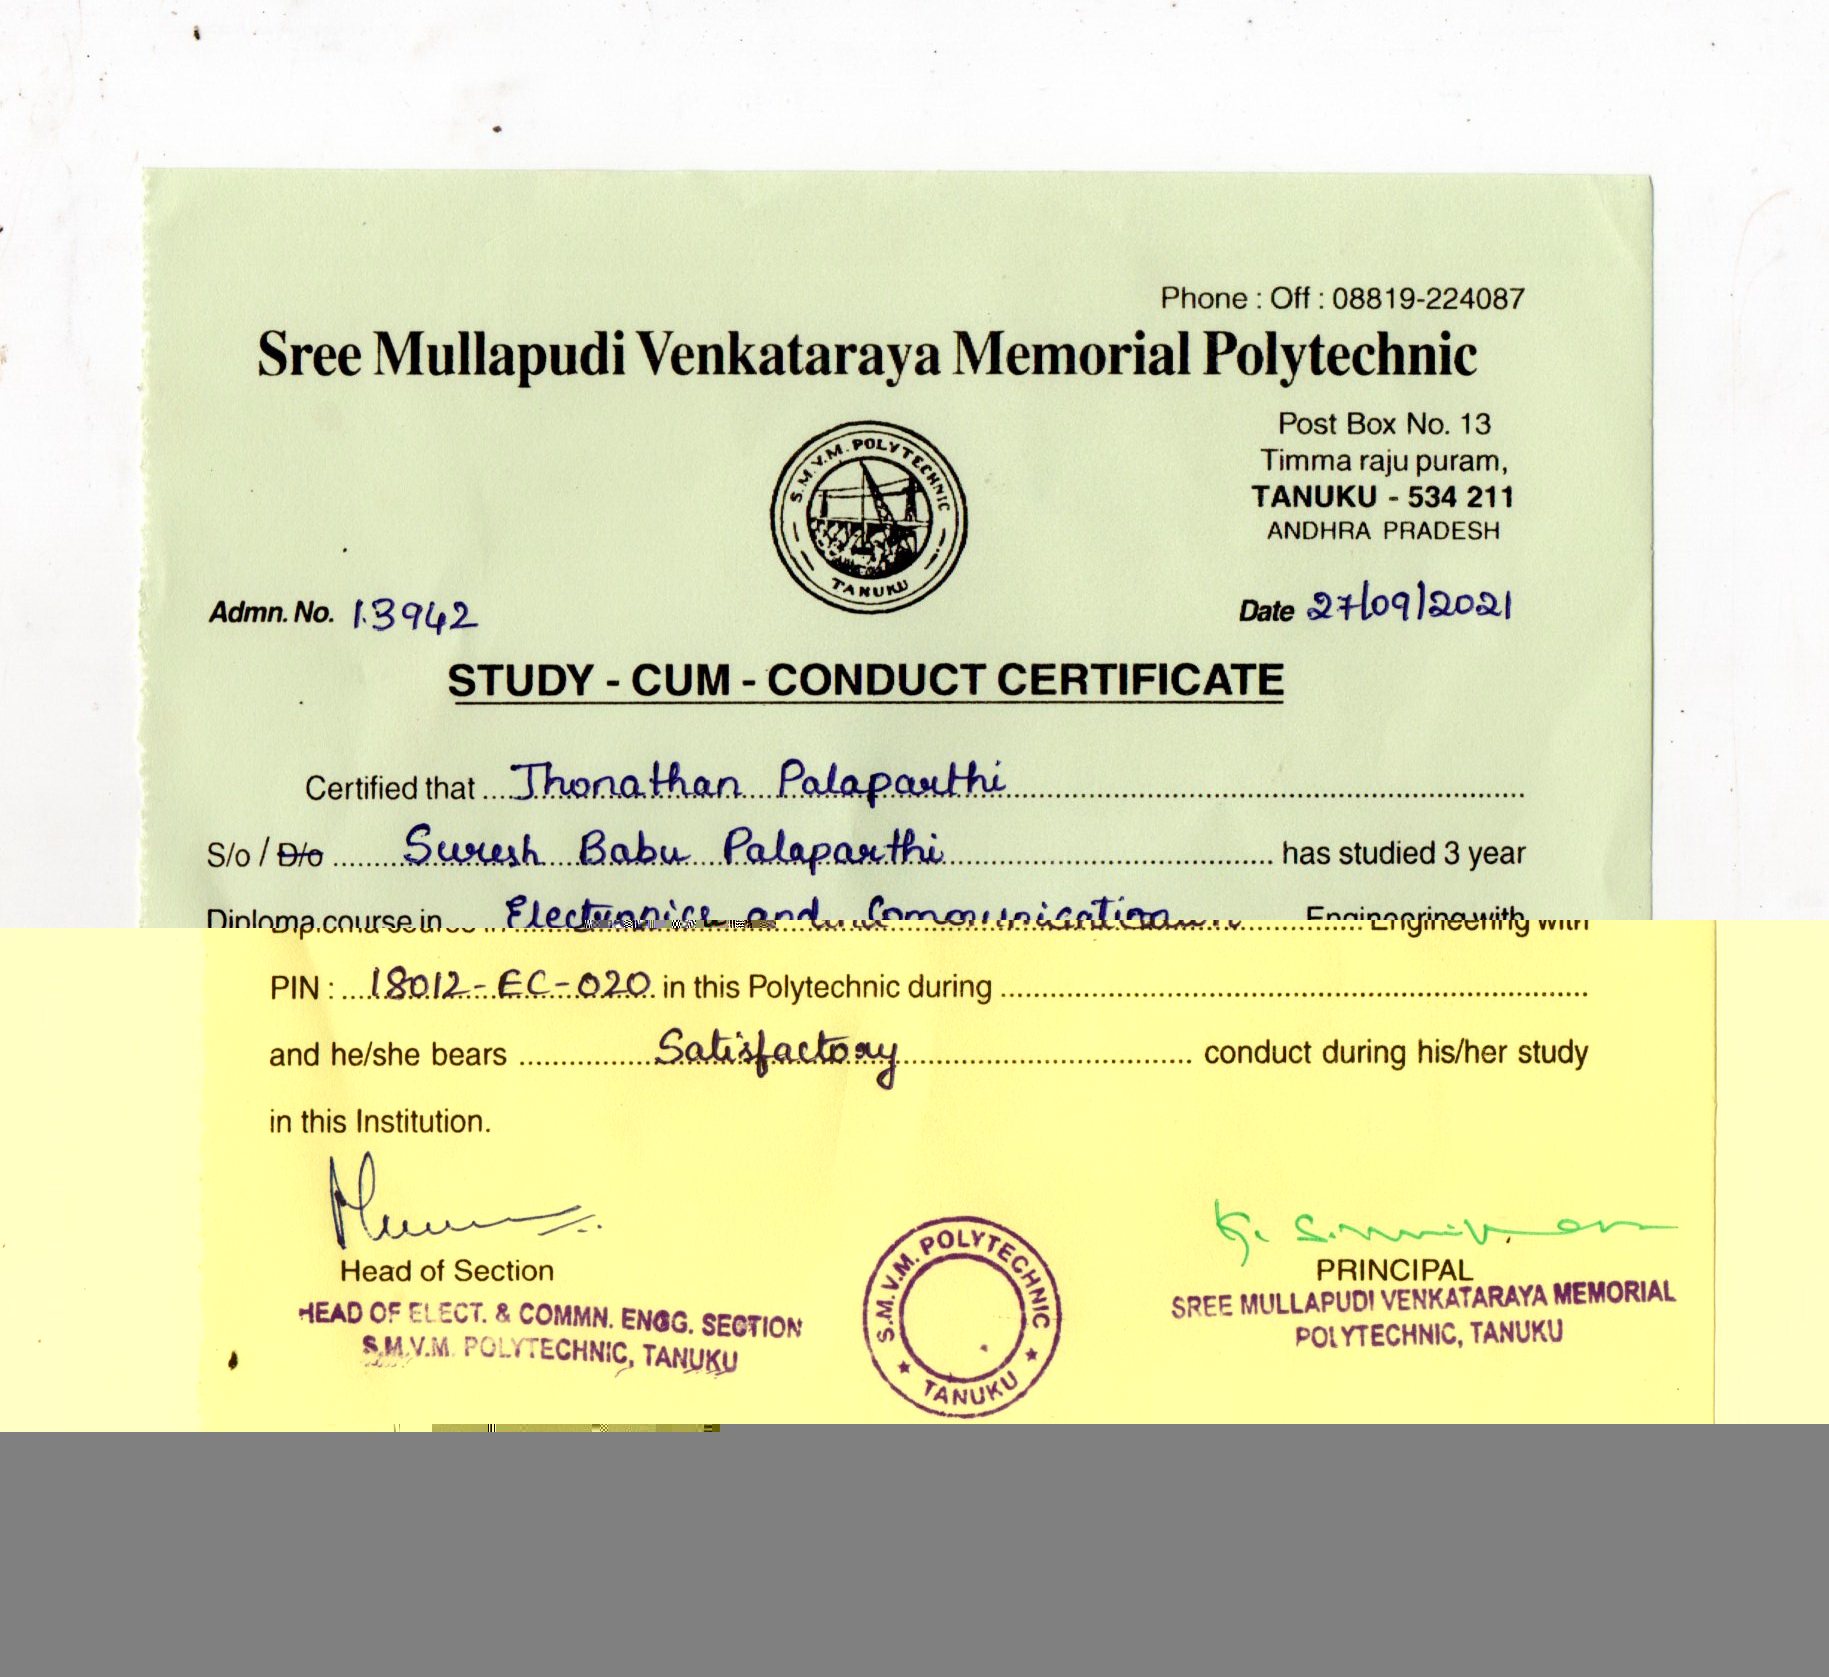 Phone : Off : 08819-224087
Sree Mullapudi Venkataraya Memorial Polytechnic
S.M.V.M. POLYTECHNIC
TANUKU
Post Box No. 13
Timma raju puram,
TANUKU - 534 211
ANDHRA PRADESH
Admn. No. 13942
Date 27/09/2021
STUDY - CUM - CONDUCT CERTIFICATE
Certified that Jhonathan Palaparthi
S/o / D/o Suresh Babu Palaparthi has studied 3 year
Diploma course in Electronics and Communication Engineering with
PIN : 18012-EC-020 in this Polytechnic during
and he/she bears Satisfactory conduct during his/her study
in this Institution.
Head of Section
HEAD OF ELECT. & COMMN. ENGG. SECTION
S.M.V.M. POLYTECHNIC, TANUKU
S.M.V.M. POLYTECHNIC
TANUKU
PRINCIPAL
SREE MULLAPUDI VENKATARAYA MEMORIAL
POLYTECHNIC, TANUKU